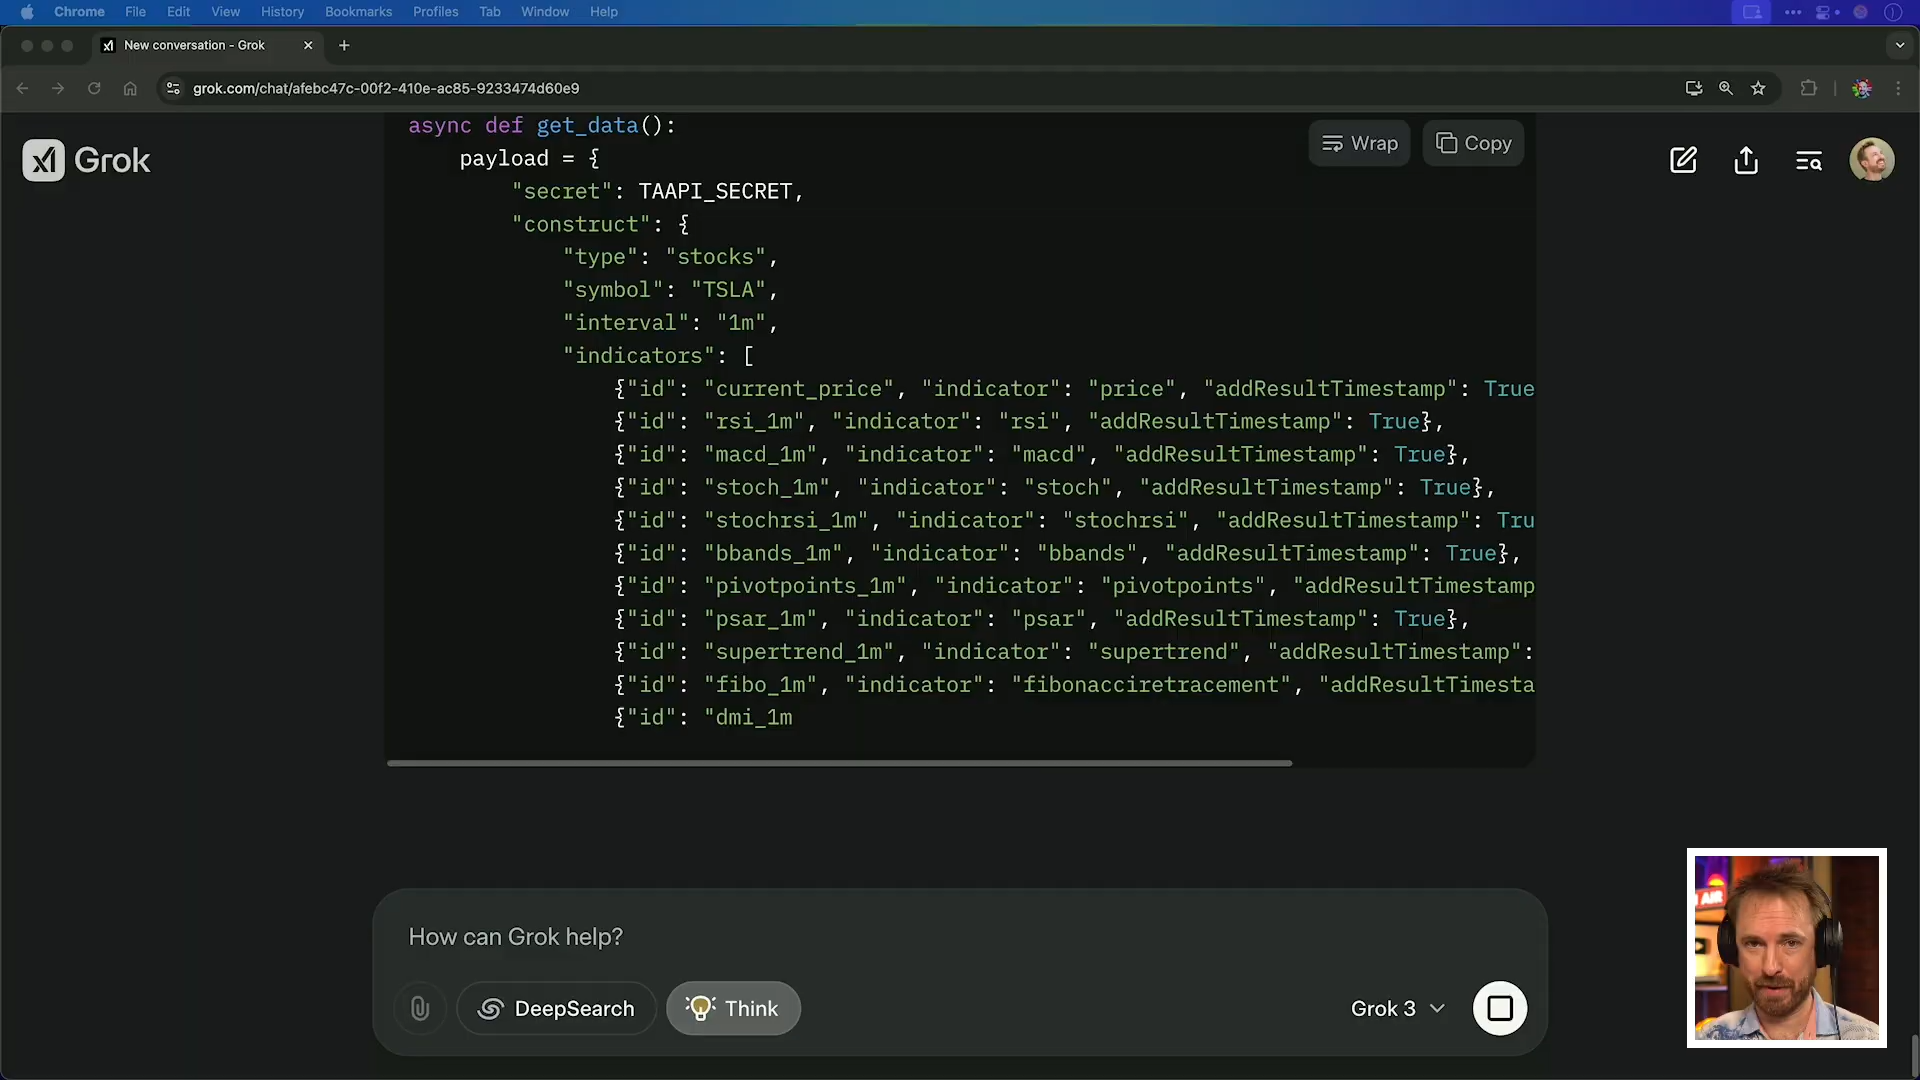 Chrome File Edit View History Bookmarks Profiles Tab Window Help
New conversation - Grok
grok.com/chat/afebc47c-00f2-410e-ac85-9233474d60e9
Grok
Wrap
Copy
async def get_data():
    payload = {
        "secret": TAAPI_SECRET,
        "construct": {
            "type": "stocks",
            "symbol": "TSLA",
            "interval": "1m",
            "indicators": [
                {"id": "current_price", "indicator": "price", "addResultTimestamp": True
                {"id": "rsi_1m", "indicator": "rsi", "addResultTimestamp": True},
                {"id": "macd_1m", "indicator": "macd", "addResultTimestamp": True},
                {"id": "stoch_1m", "indicator": "stoch", "addResultTimestamp": True},
                {"id": "stochrsi_1m", "indicator": "stochrsi", "addResultTimestamp": Tru
                {"id": "bbands_1m", "indicator": "bbands", "addResultTimestamp": True},
                {"id": "pivotpoints_1m", "indicator": "pivotpoints", "addResultTimestamp
                {"id": "psar_1m", "indicator": "psar", "addResultTimestamp": True},
                {"id": "supertrend_1m", "indicator": "supertrend", "addResultTimestamp":
                {"id": "fibo_1m", "indicator": "fibonacciretracement", "addResultTimesta
                {"id": "dmi_1m
How can Grok help?
DeepSearch
Think
Grok 3
AIR